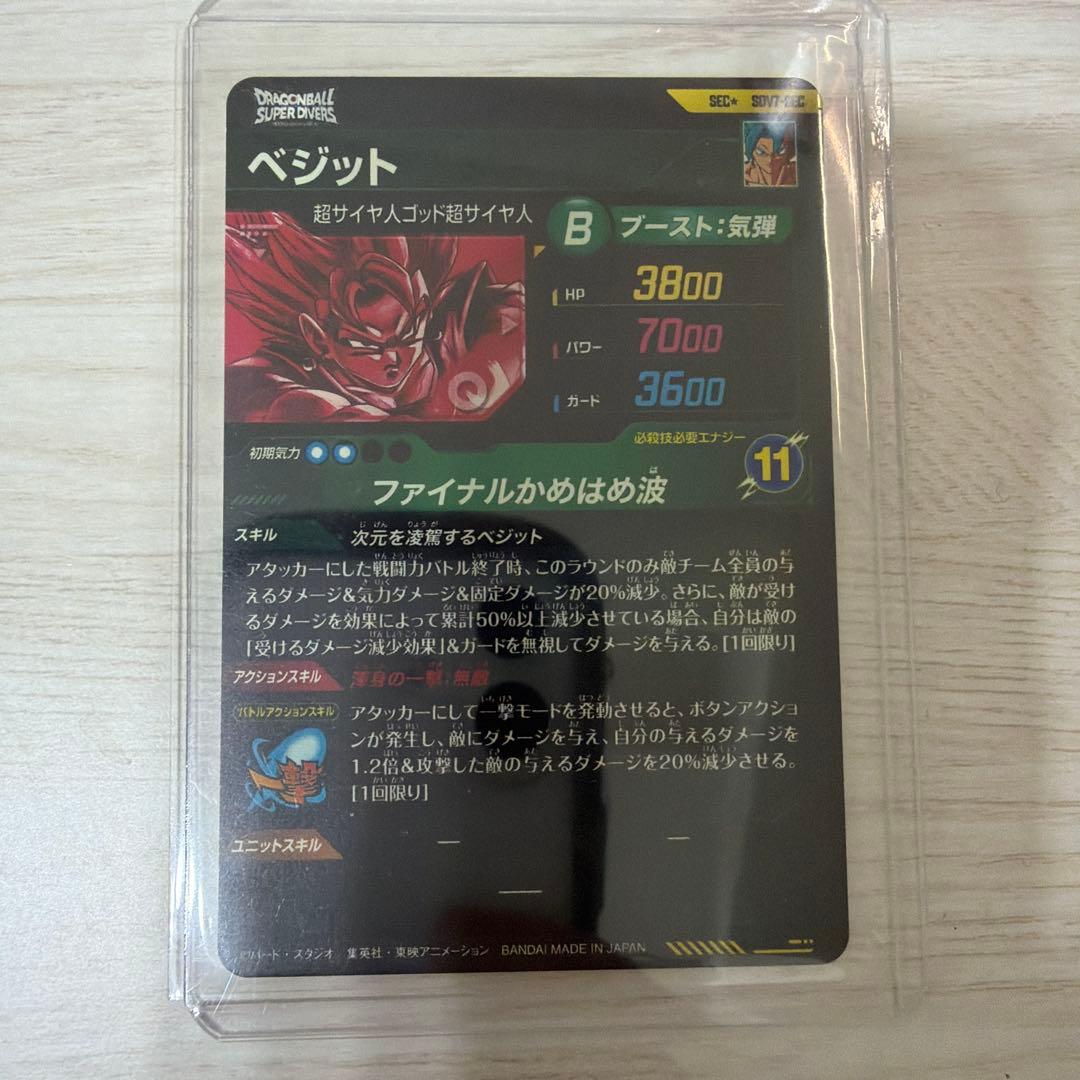 DRAGONBALL
SUPER DIVERS
SEC★ SDV7-SEC
ベジット
超サイヤ人ゴッド超サイヤ人
B ブースト:気弾
HP 3800
パワー 7000
ガード 3600
初期気力
必殺技必要エナジー
11
ファイナルかめはめ波
スキル 次元を凌駕するベジット
アタッカーにした戦闘力バトル終了時、このラウンドのみ敵チーム全員の与
えるダメージ&気力ダメージ&固定ダメージが20%減少。さらに、敵が受け
るダメージを効果によって累計50%以上減少させている場合、自分は敵の
「受けるダメージ減少効果」&ガードを無視してダメージを与える。[1回限り]
アクションスキル 渾身の一撃:無敵
バトルアクションスキル
一撃
アタッカーにして一撃モードを発動させると、ボタンアクショ
ンが発生し、敵にダメージを与え、自分の与えるダメージを
1.2倍&攻撃した敵の与えるダメージを20%減少させる。
[1回限り]
ユニットスキル — —
—
バード・スタジオ 集英社・東映アニメーション BANDAI MADE IN JAPAN